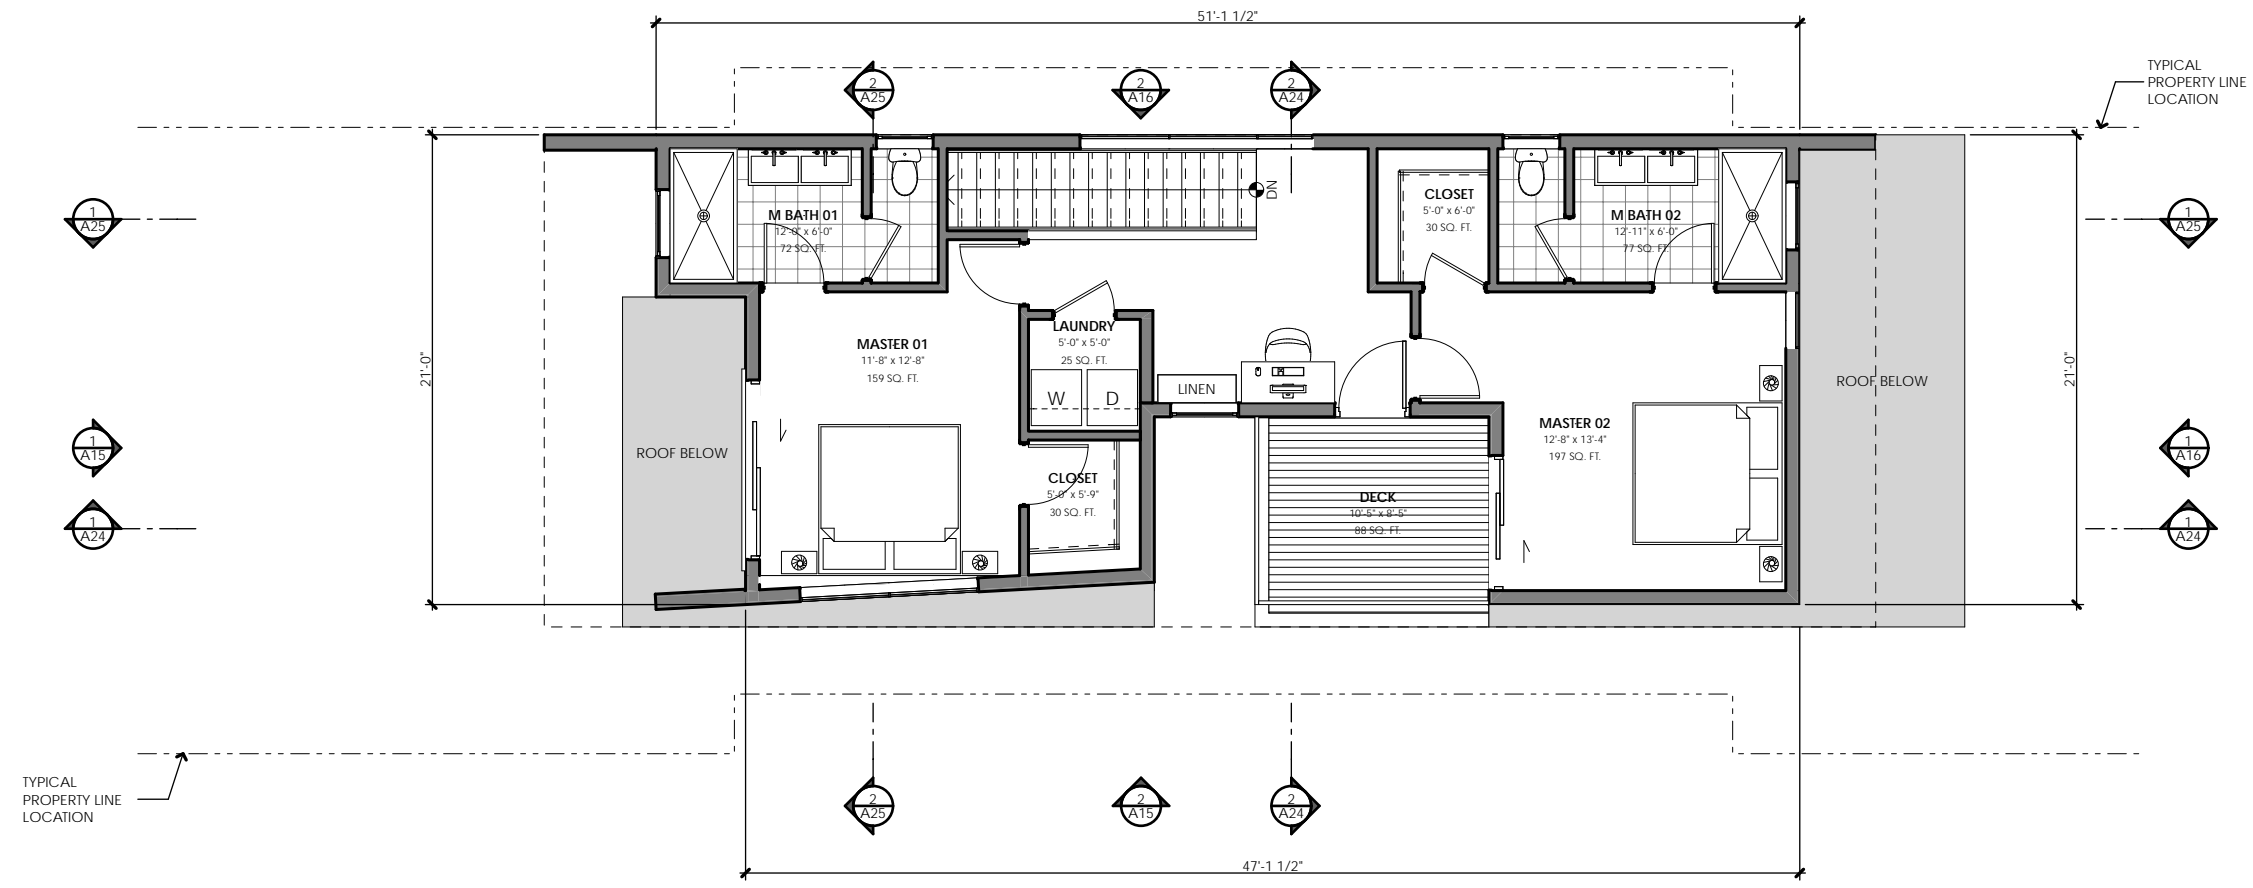 51'-1 1/2"
TYPICAL
PROPERTY LINE
LOCATION
2
A25
2
A16
2
A24
1
A25
1
A25
M BATH 01
12'-0" x 6'-0"
72 SQ. FT.
DN
CLOSET
5'-0" x 6'-0"
30 SQ. FT.
M BATH 02
12'-11" x 6'-0"
77 SQ. FT.
21'-0"
MASTER 01
11'-8" x 12'-8"
159 SQ. FT.
LAUNDRY
5'-0" x 5'-0"
25 SQ. FT.
W
D
LINEN
ROOF BELOW
21'-0"
MASTER 02
12'-8" x 13'-4"
197 SQ. FT.
1
A15
ROOF BELOW
1
A16
CLOSET
5'-0" x 5'-9"
30 SQ. FT.
DECK
10'-5" x 8'-5"
88 SQ. FT.
1
A24
1
A24
TYPICAL
PROPERTY LINE
LOCATION
2
A25
2
A15
2
A24
47'-1 1/2"